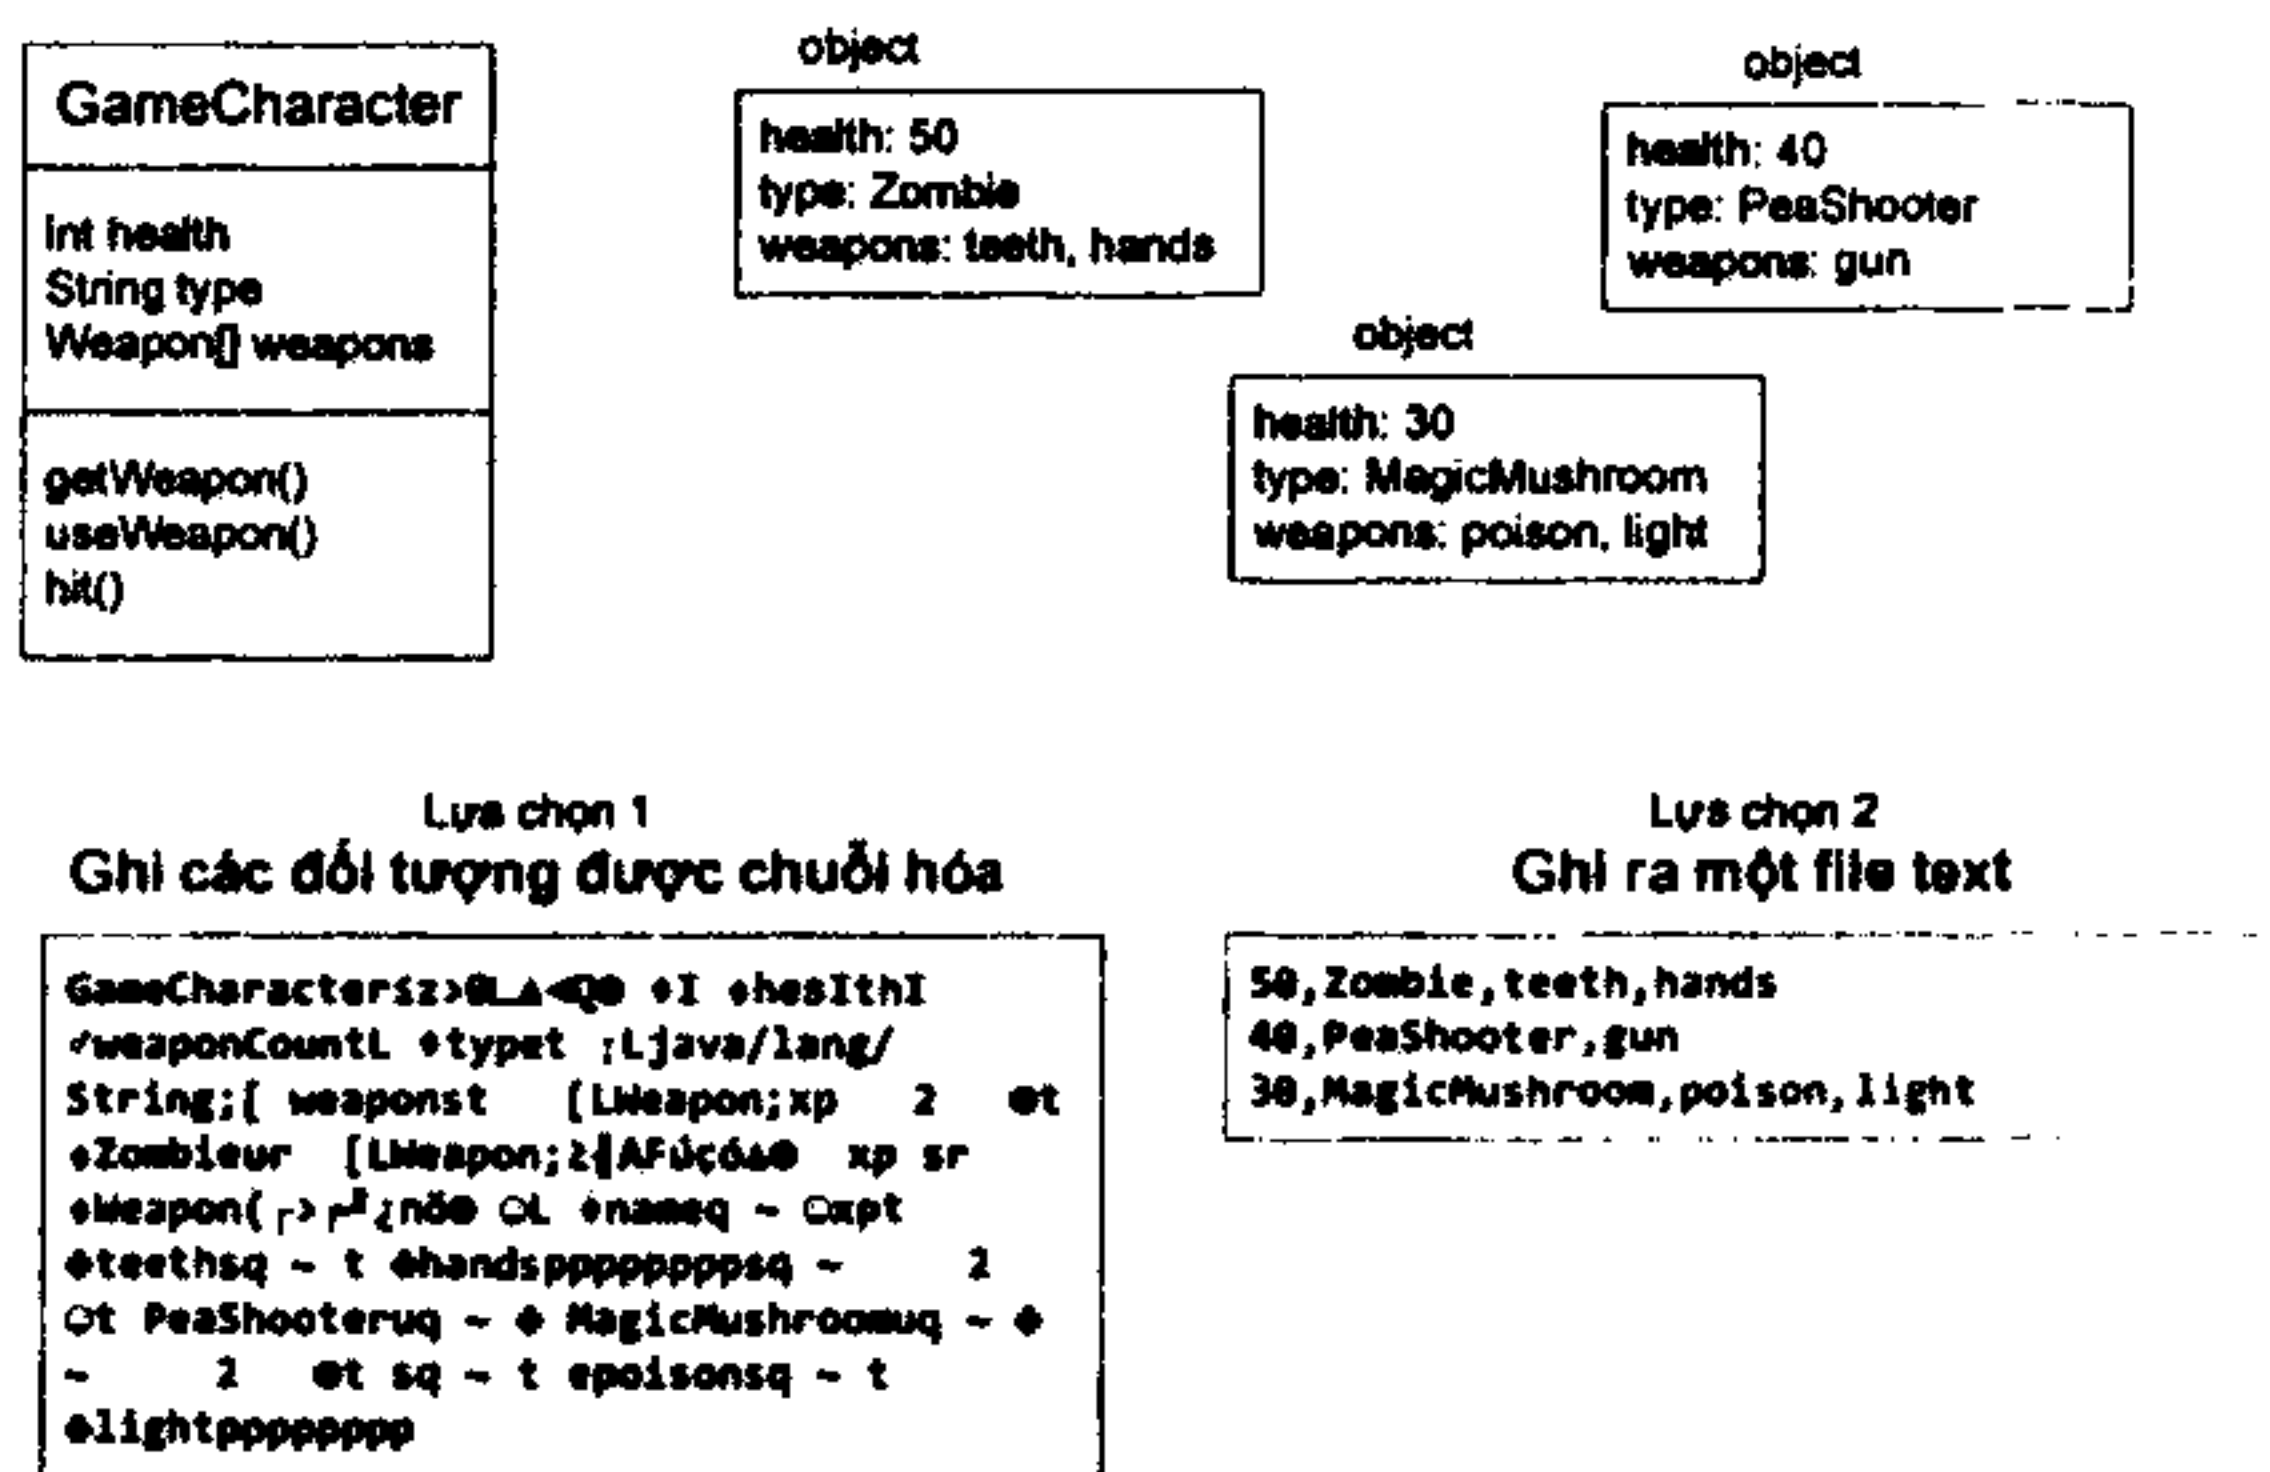 GameCharacter
int health
String type
Weapon[] weapons
getWeapon()
useWeapon()
hit()
object
health: 50
type: Zombie
weapons: teeth, hands
object
health: 40
type: PeaShooter
weapons: gun
object
health: 30
type: MagicMushroom
weapons: poison, light
Lựa chọn 1
Ghi các đối tượng được chuỗi hóa
GameCharacter
weaponCountL typet Ljava/lang/
String;[ weaponst [LWeapon;xp 2 t
Zombieur [LWeapon; xp sr
Weapon( L nameq ~ xpt
teethsq ~ t handsppppppppsq ~ 2
t PeaShooteruq ~ MagicMushroomuq ~
~ 2 t sq ~ t poisonsq ~ t
lightpppppppp
Lựa chọn 2
Ghi ra một file text
50,Zombie,teeth,hands
40,PeaShooter,gun
30,MagicMushroom,poison,light